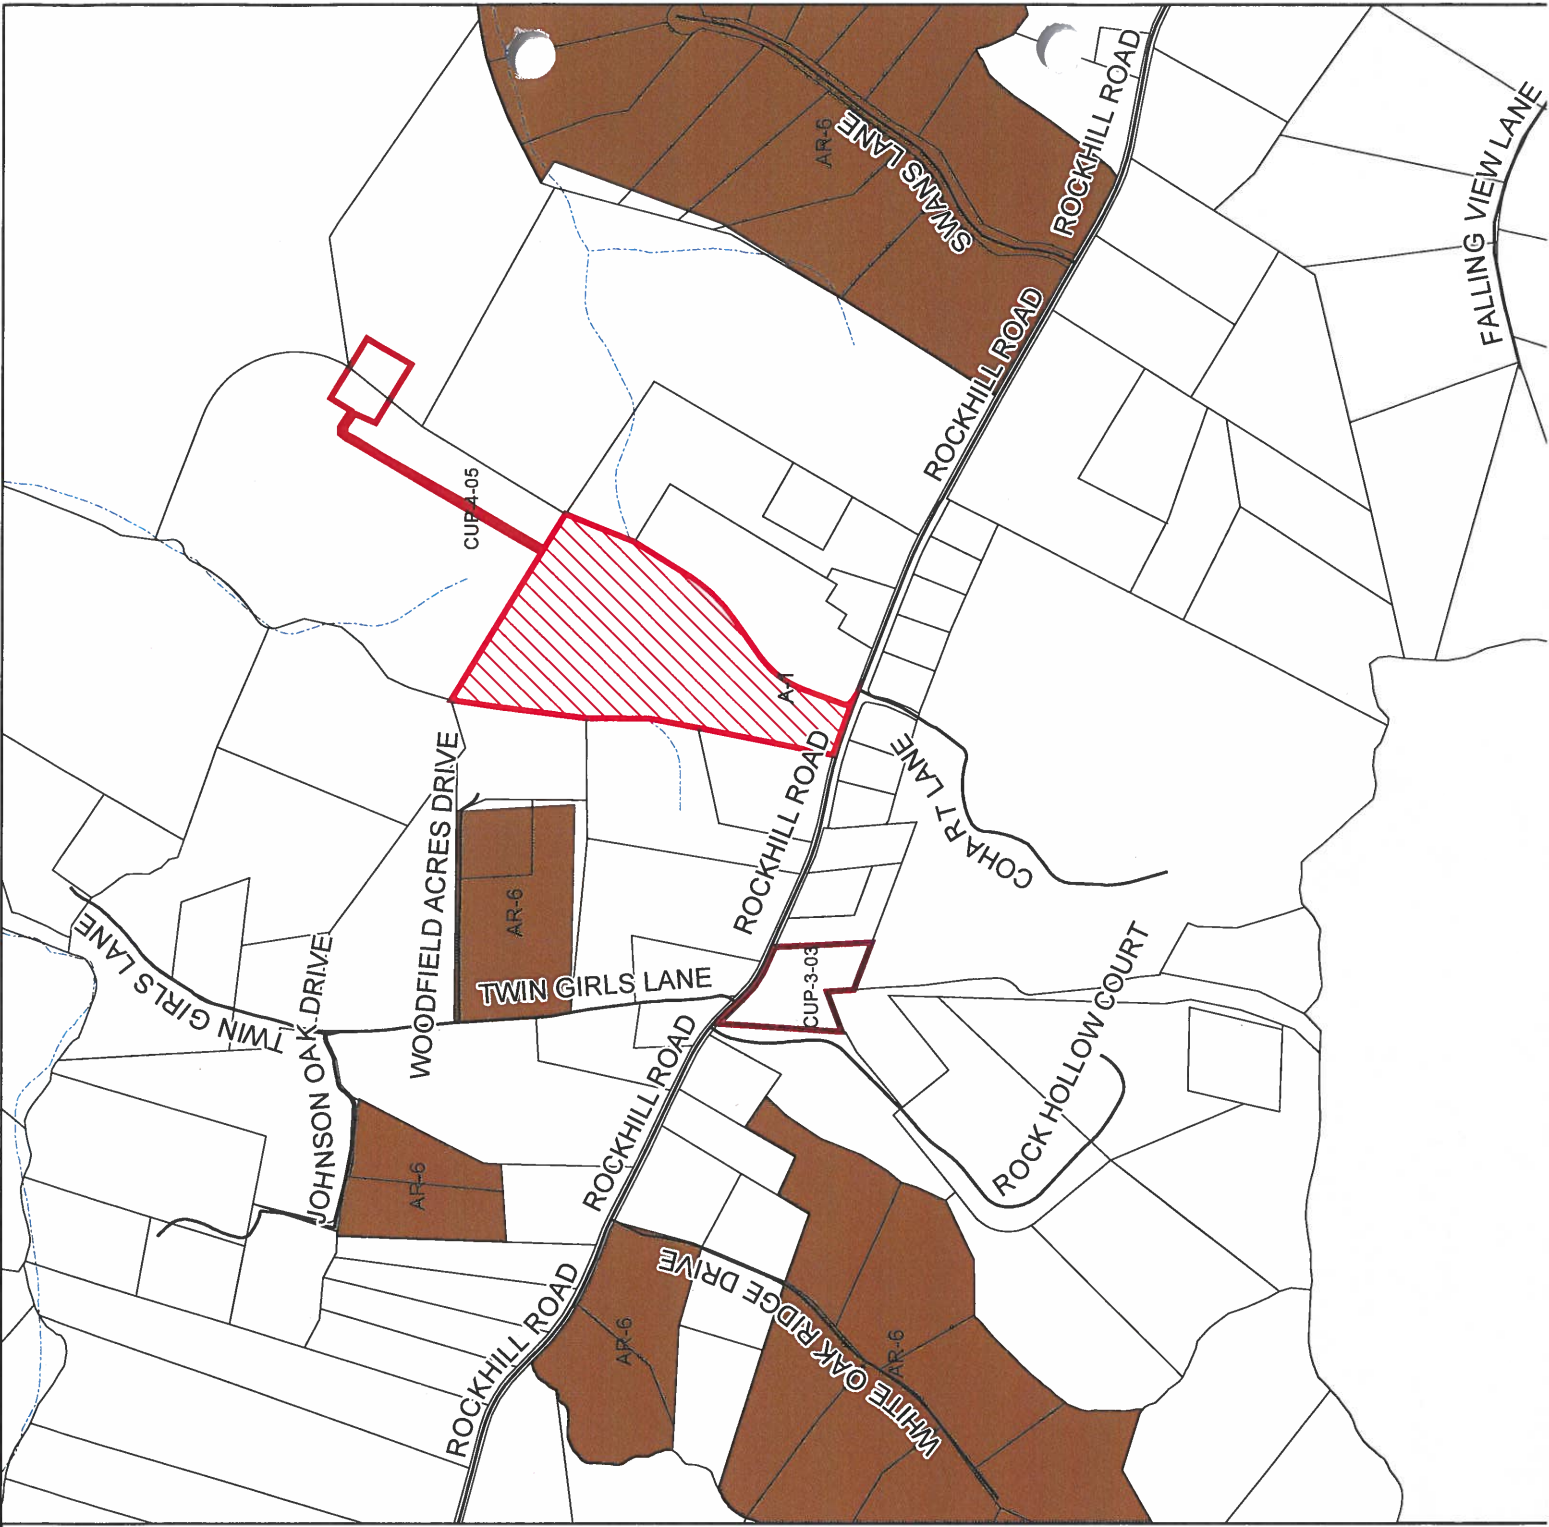 ROCKHILL ROAD
FALLING VIEW LANE
AR-6
SWANS LANE
ROCKHILL ROAD
ROCKHILL ROAD
CUP-4-05
A-1
ROCKHILL ROAD
COHART LANE
WOODFIELD ACRES DRIVE
AR-6
TWIN GIRLS LANE
TWIN GIRLS LANE
CUP-3-03
JOHNSON OAK DRIVE
ROCKHILL ROAD
ROCK HOLLOW COURT
AR-6
WHITE OAK RIDGE DRIVE
AR-6
AR-6
ROCKHILL ROAD